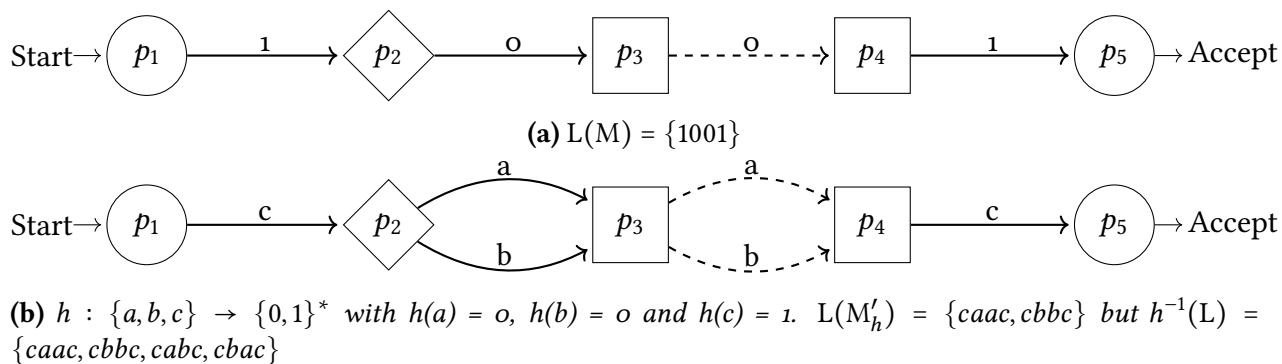 Start p₁ 1 p₂ 0 p₃ 0 p₄ 1 p₅ Accept
(a) L(M) = {1001}
a a
Start p₁ c p₂ p₃ p₄ c p₅ Accept
b b
(b) h : {a, b, c} → {0, 1}* with h(a) = 0, h(b) = 0 and h(c) = 1. L(M′ₕ) = {caac, cbbc} but h⁻¹(L) =
{caac, cbbc, cabc, cbac}